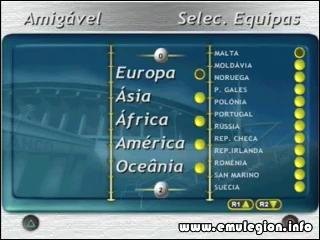 Amigável
Selec. Equipas
0
Europa
Ásia
África
América
Oceânia
2
MALTA
MOLDÁVIA
NORUEGA
P. GALES
POLÓNIA
PORTUGAL
RÚSSIA
REP. CHECA
REP.IRLANDA
ROMÉNIA
SAN MARINO
SUECIA
R1▲ R2▼
www.emulegion.info